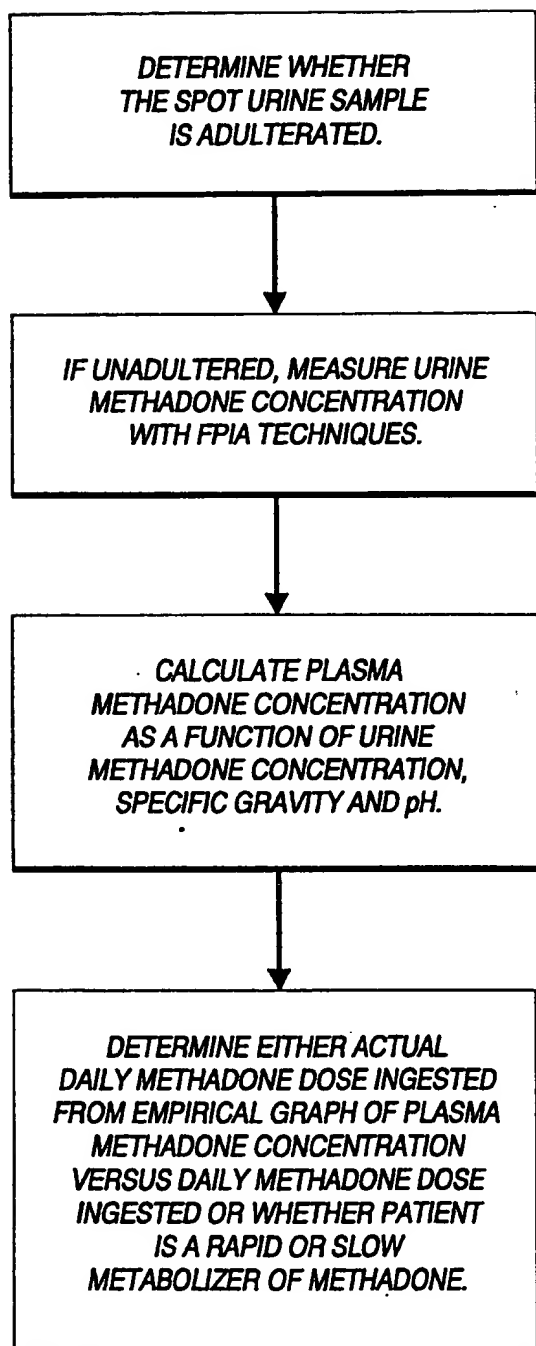 DETERMINE WHETHER
THE SPOT URINE SAMPLE
IS ADULTERATED.
IF UNADULTERED, MEASURE URINE
METHADONE CONCENTRATION
WITH FPIA TECHNIQUES.
CALCULATE PLASMA
METHADONE CONCENTRATION
AS A FUNCTION OF URINE
METHADONE CONCENTRATION,
SPECIFIC GRAVITY AND pH.
DETERMINE EITHER ACTUAL
DAILY METHADONE DOSE INGESTED
FROM EMPIRICAL GRAPH OF PLASMA
METHADONE CONCENTRATION
VERSUS DAILY METHADONE DOSE
INGESTED OR WHETHER PATIENT
IS A RAPID OR SLOW
METABOLIZER OF METHADONE.